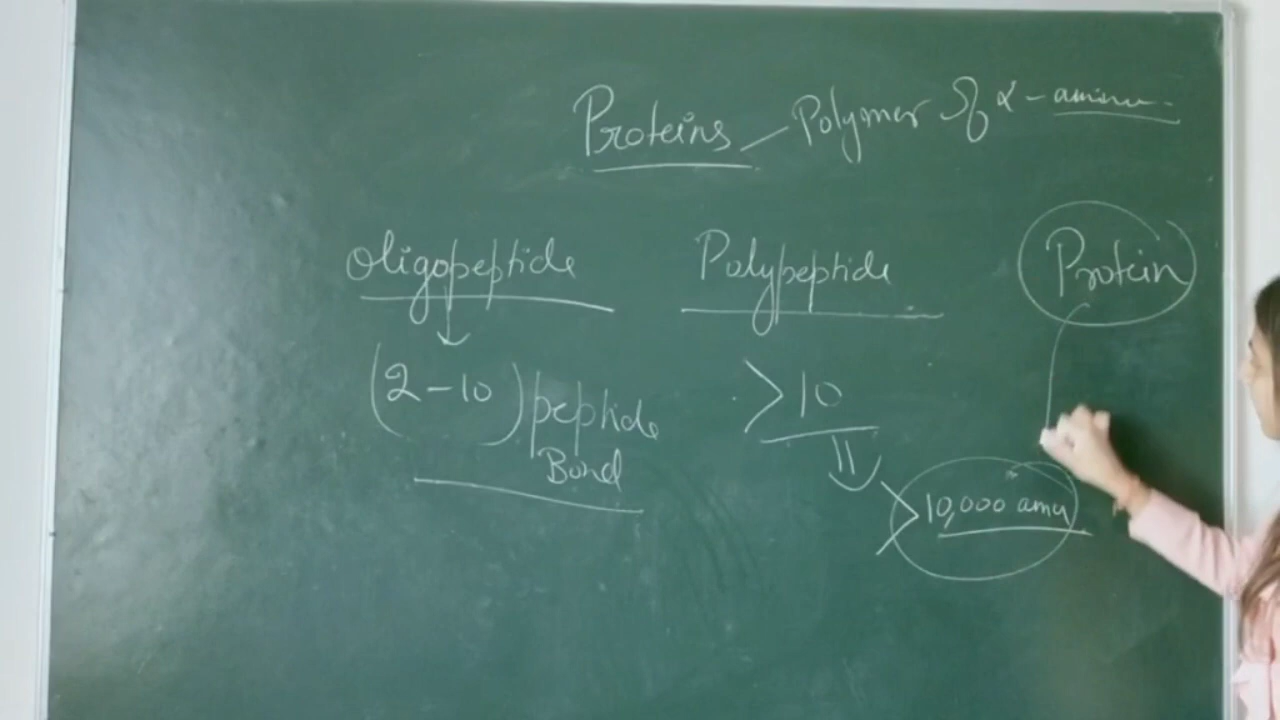 Proteins - Polymer of α-amino
oligopeptide Polypeptide Protein
(2-10) peptide Bond
>10
>10,000 amu